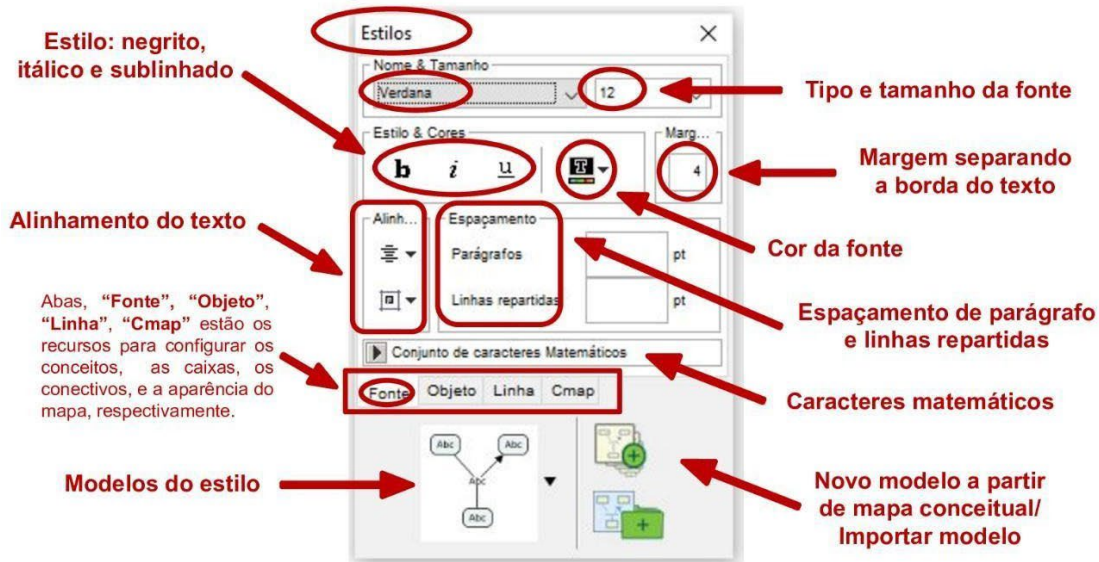 Estilo: negrito,
itálico e sublinhado
Alinhamento do texto
Abas, “Fonte”, “Objeto”,
“Linha”, “Cmap” estão os
recursos para configurar os
conceitos, as caixas, os
conectivos, e a aparência do
mapa, respectivamente.
Modelos do estilo
Estilos
Nome & Tamanho
Verdana 12
Estilo & Cores Marg...
b i u T 4
Alinh... Espaçamento
Parágrafos pt
Linhas repartidas pt
Conjunto de caracteres Matemáticos
Fonte Objeto Linha Cmap
Abc Abc
Abc
Abc
Tipo e tamanho da fonte
Margem separando
a borda do texto
Cor da fonte
Espaçamento de parágrafo
e linhas repartidas
Caracteres matemáticos
Novo modelo a partir
de mapa conceitual/
Importar modelo